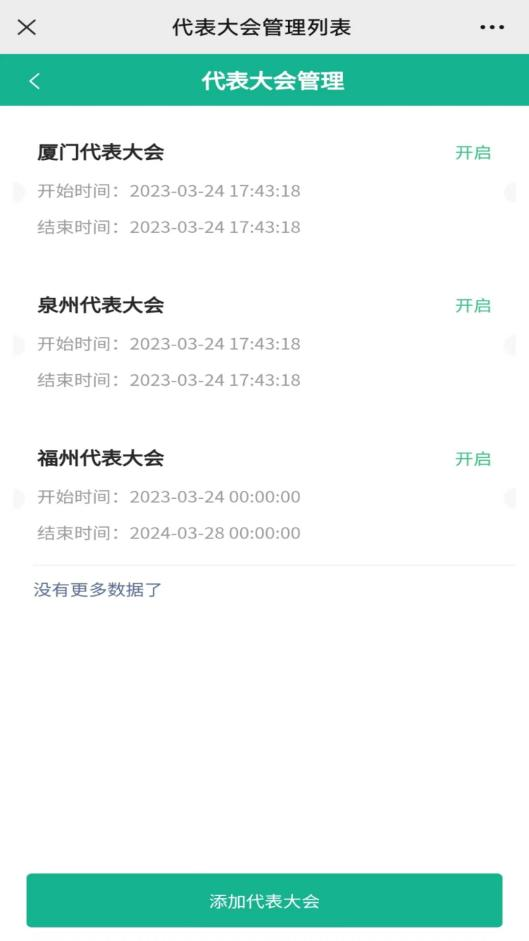 代表大会管理列表
代表大会管理
厦门代表大会 开启
开始时间：2023-03-24 17:43:18
结束时间：2023-03-24 17:43:18
泉州代表大会 开启
开始时间：2023-03-24 17:43:18
结束时间：2023-03-24 17:43:18
福州代表大会 开启
开始时间：2023-03-24 00:00:00
结束时间：2024-03-28 00:00:00
没有更多数据了
添加代表大会